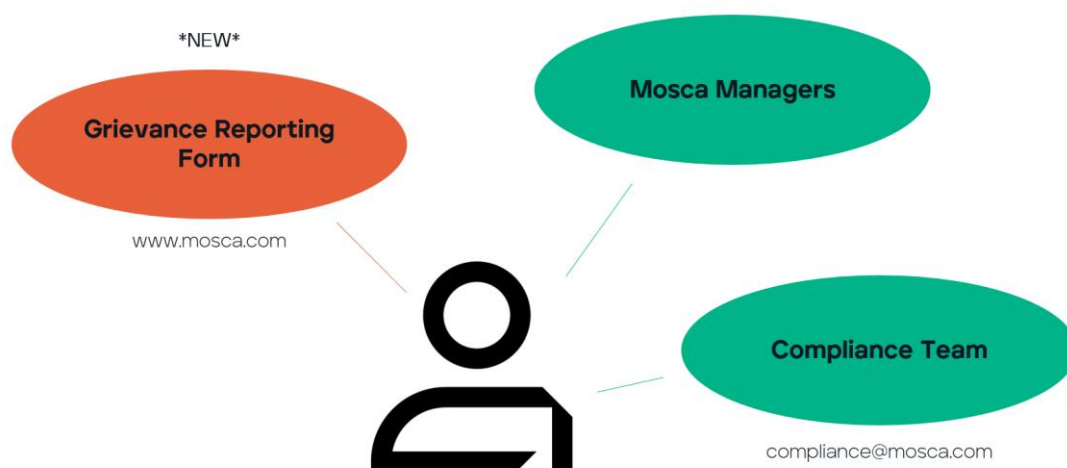 *NEW*
Grievance Reporting
Form
www.mosca.com
Mosca Managers
Compliance Team
compliance@mosca.com